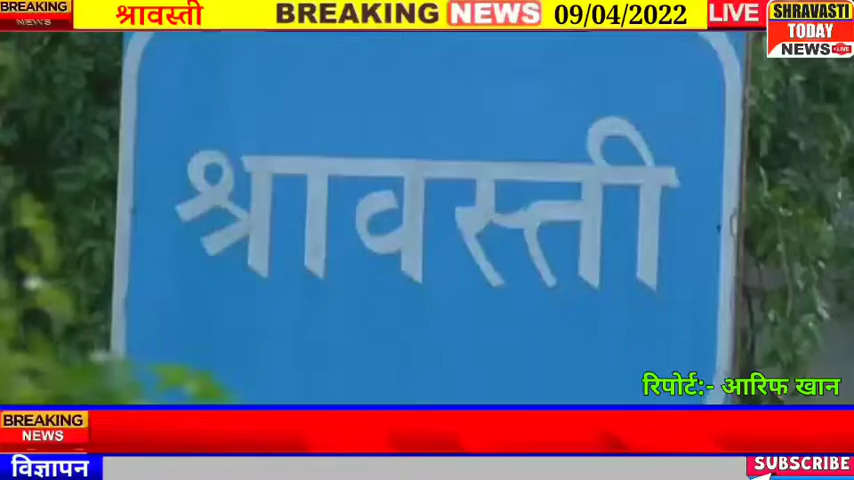 BREAKING
NEWS
श्रावस्ती
BREAKING NEWS
09/04/2022
LIVE
SHRAVASTI
TODAY
NEWS LIVE
श्रावस्ती
रिपोर्ट:- आरिफ खान
BREAKING
NEWS
विज्ञापन
SUBSCRIBE